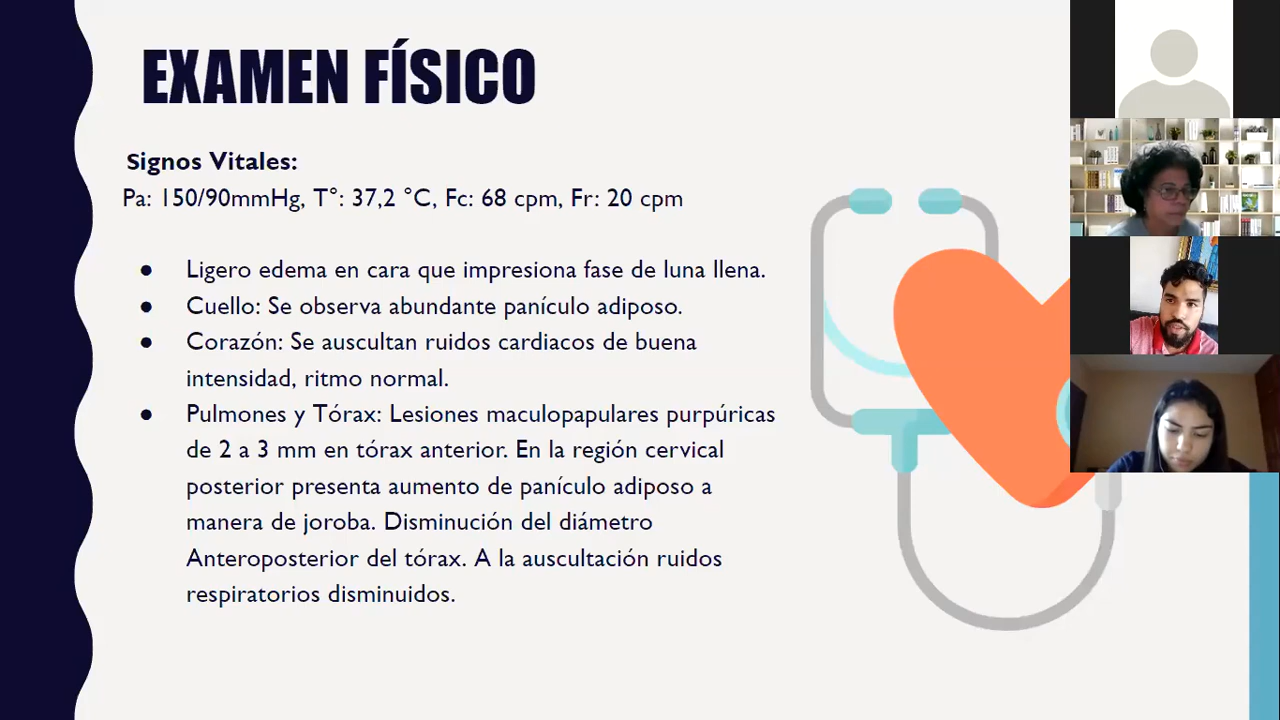 EXAMEN FÍSICO
Signos Vitales:
Pa: 150/90mmHg, T°: 37,2 °C, Fc: 68 cpm, Fr: 20 cpm
● Ligero edema en cara que impresiona fase de luna llena.
● Cuello: Se observa abundante panículo adiposo.
● Corazón: Se auscultan ruidos cardiacos de buena
intensidad, ritmo normal.
● Pulmones y Tórax: Lesiones maculopapulares purpúricas
de 2 a 3 mm en tórax anterior. En la región cervical
posterior presenta aumento de panículo adiposo a
manera de joroba. Disminución del diámetro
Anteroposterior del tórax. A la auscultación ruidos
respiratorios disminuidos.